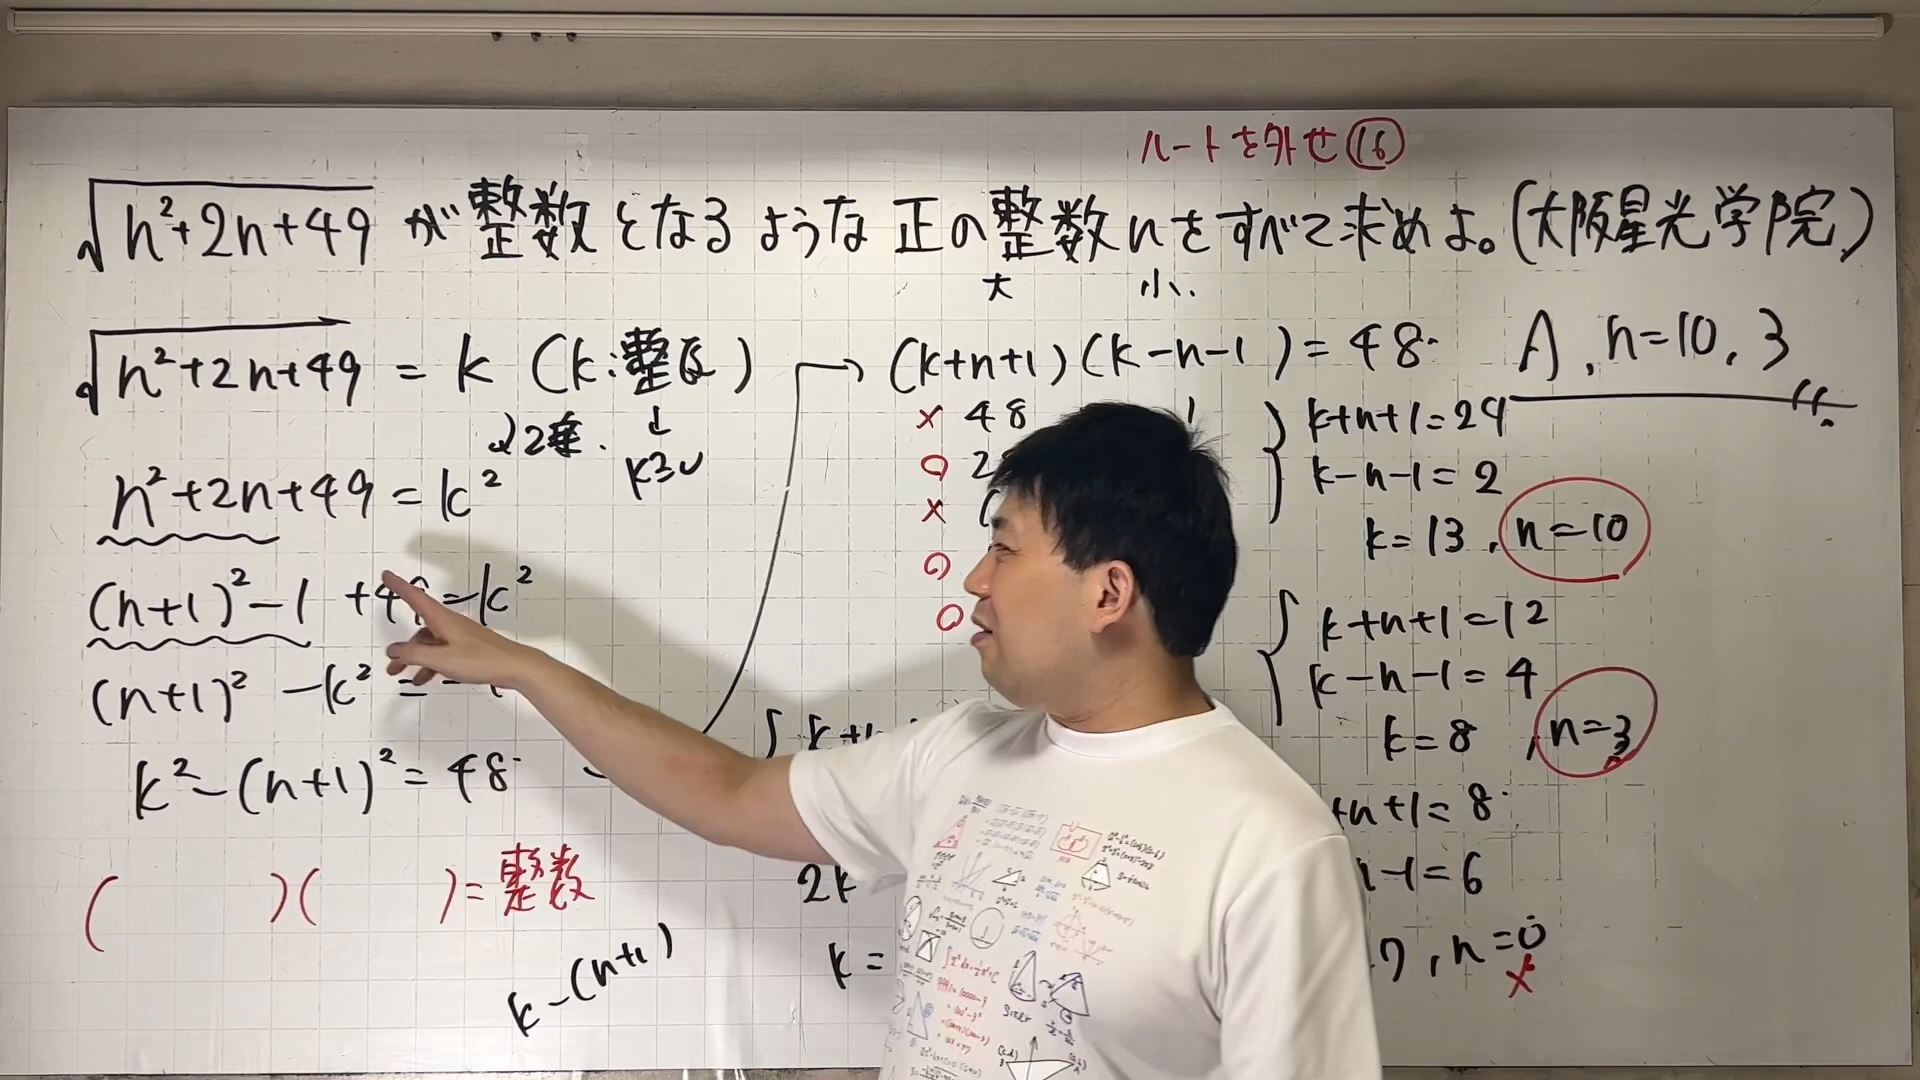 ルートを外せ⑯
√n²+2n+49 が整数となるような正の整数nをすべて求めよ。(大阪星光学院)
√n²+2n+49 = k (k:整数)
↓2乗.
↓
k≧0
n²+2n+49=k²
(n+1)²-1 +49=k²
(n+1)² -k² =
k²-(n+1)²=48
( )( )=整数
k-(n+1)
大 小.
→ (k+n+1)(k-n-1)=48
× 48 1
○ 2
×
○
○
2k
k=
k+n+1=24
k-n-1=2
k=13, n=10
k+n+1=12
k-n-1=4
k=8, n=3
+n+1=8
n-1=6
7, n=0
×
A, n=10, 3